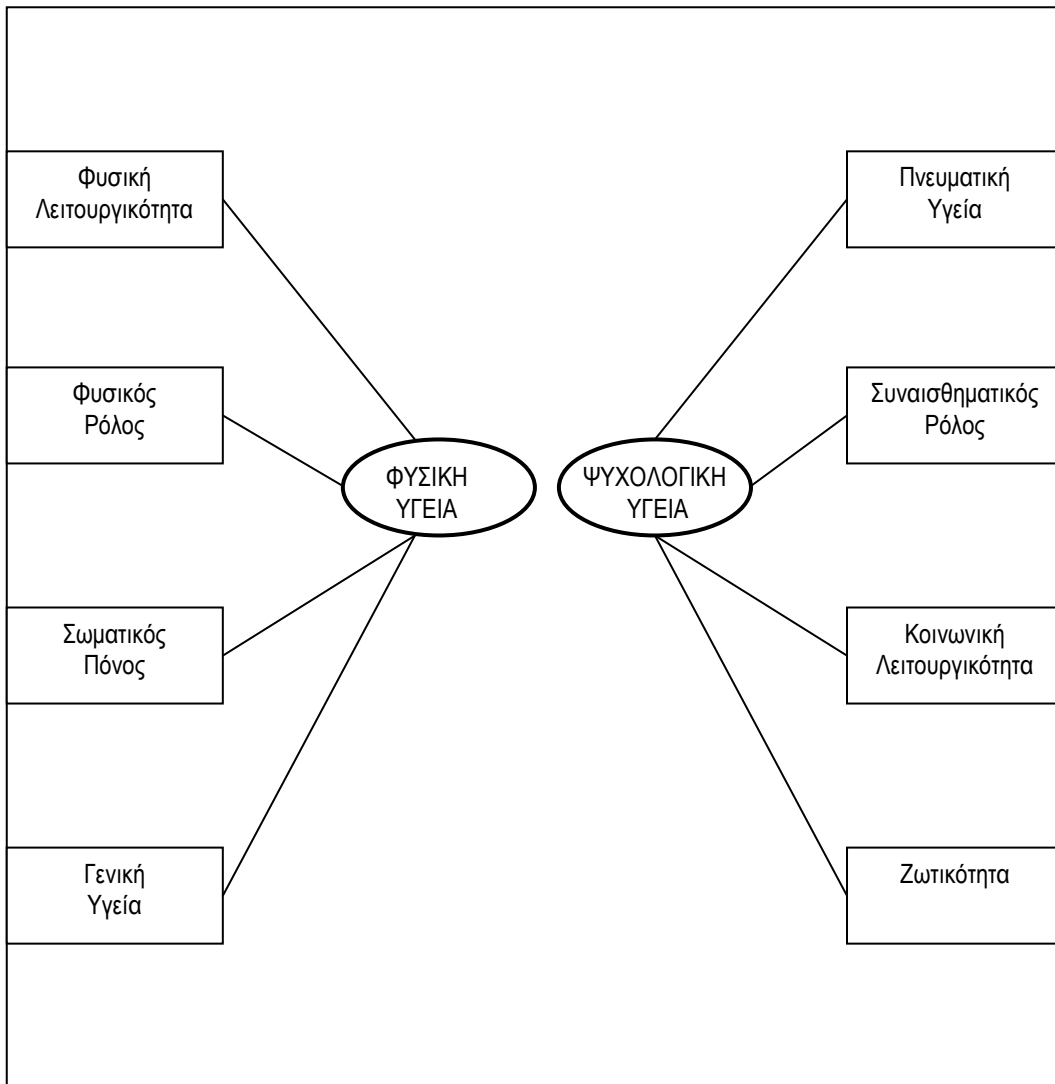 Φυσική
Λειτουργικότητα
Πνευματική
Υγεία
Φυσικός
Ρόλος
Συναισθηματικός
Ρόλος
ΦΥΣΙΚΗ
ΥΓΕΙΑ
ΨΥΧΟΛΟΓΙΚΗ
ΥΓΕΙΑ
Σωματικός
Πόνος
Κοινωνική
Λειτουργικότητα
Γενική
Υγεία
Ζωτικότητα